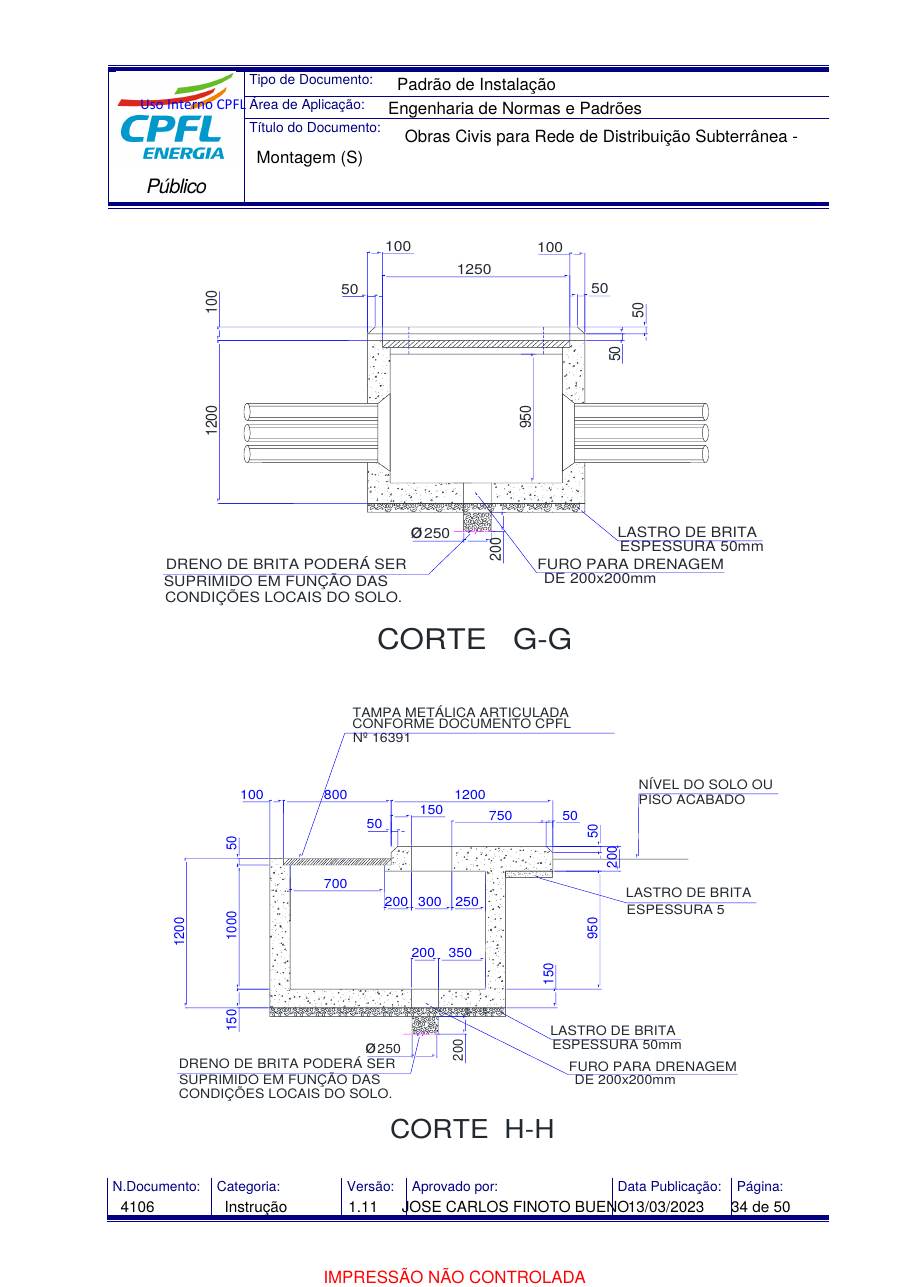 Tipo de Documento: Padrão de Instalação
Uso Interno CPFL
Área de Aplicação: Engenharia de Normas e Padrões
Título do Documento: Obras Civis para Rede de Distribuição Subterrânea -
Montagem (S)
CPFL
ENERGIA
Público
100
100
1250
50
50
100
50
50
1200
950
Ø250
200
LASTRO DE BRITA
ESPESSURA 50mm
DRENO DE BRITA PODERÁ SER
SUPRIMIDO EM FUNÇÃO DAS
CONDIÇÕES LOCAIS DO SOLO.
FURO PARA DRENAGEM
DE 200x200mm
CORTE G-G
TAMPA METÁLICA ARTICULADA
CONFORME DOCUMENTO CPFL
Nº 16391
NÍVEL DO SOLO OU
PISO ACABADO
100
800
1200
150
750
50
50
50
50
200
700
200 300 250
LASTRO DE BRITA
ESPESSURA 5
1200
1000
950
200 350
150
150
Ø250
200
LASTRO DE BRITA
ESPESSURA 50mm
DRENO DE BRITA PODERÁ SER
SUPRIMIDO EM FUNÇÃO DAS
CONDIÇÕES LOCAIS DO SOLO.
FURO PARA DRENAGEM
DE 200x200mm
CORTE H-H
N.Documento: Categoria: Versão: Aprovado por: Data Publicação: Página:
4106 Instrução 1.11 JOSE CARLOS FINOTO BUENO 13/03/2023 34 de 50
IMPRESSÃO NÃO CONTROLADA